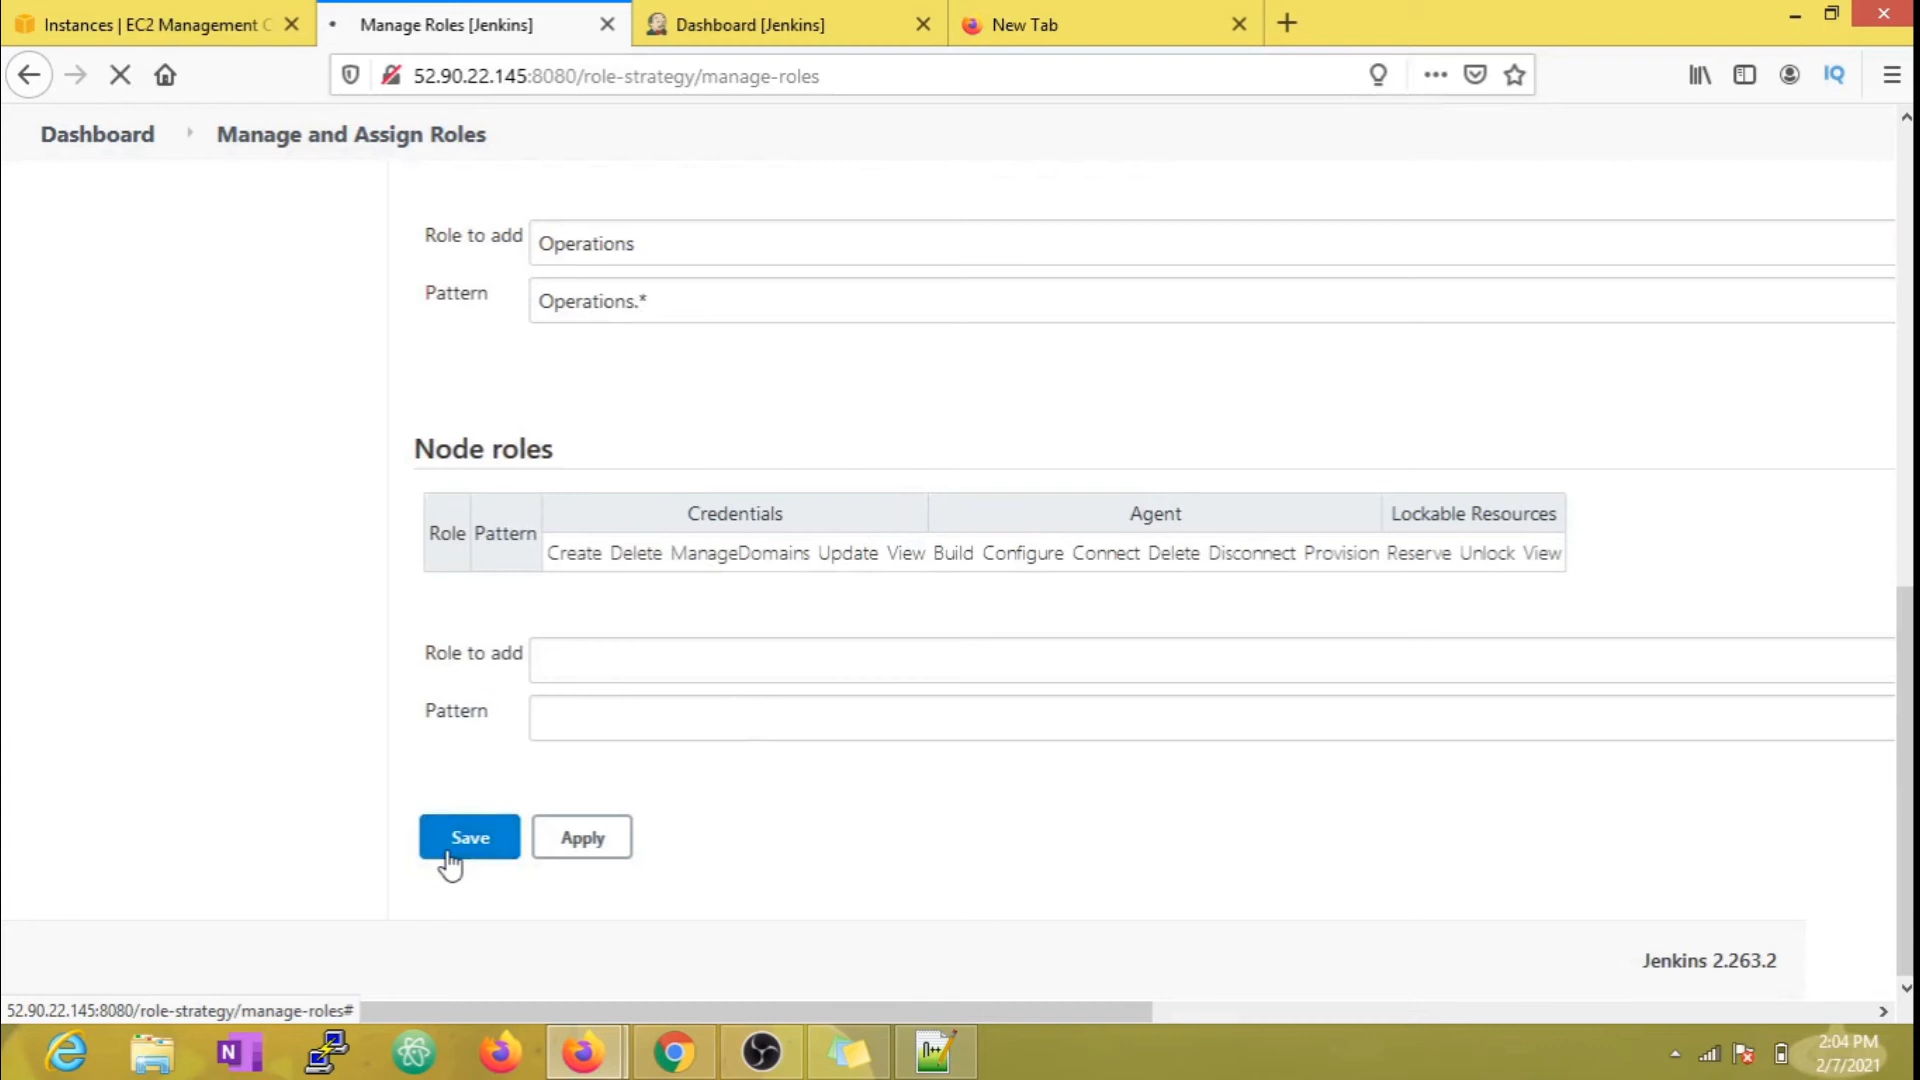 Instances | EC2 Management C
Manage Roles [Jenkins]
Dashboard [Jenkins]
New Tab
52.90.22.145:8080/role-strategy/manage-roles
IQ
Dashboard
Manage and Assign Roles
Role to add
Operations
Pattern
Operations.*
Node roles
Role Pattern Credentials Agent Lockable Resources
Create Delete ManageDomains Update View Build Configure Connect Delete Disconnect Provision Reserve Unlock View
Role to add
Pattern
Save
Apply
Jenkins 2.263.2
52.90.22.145:8080/role-strategy/manage-roles#
N
2:04 PM
2/7/2021